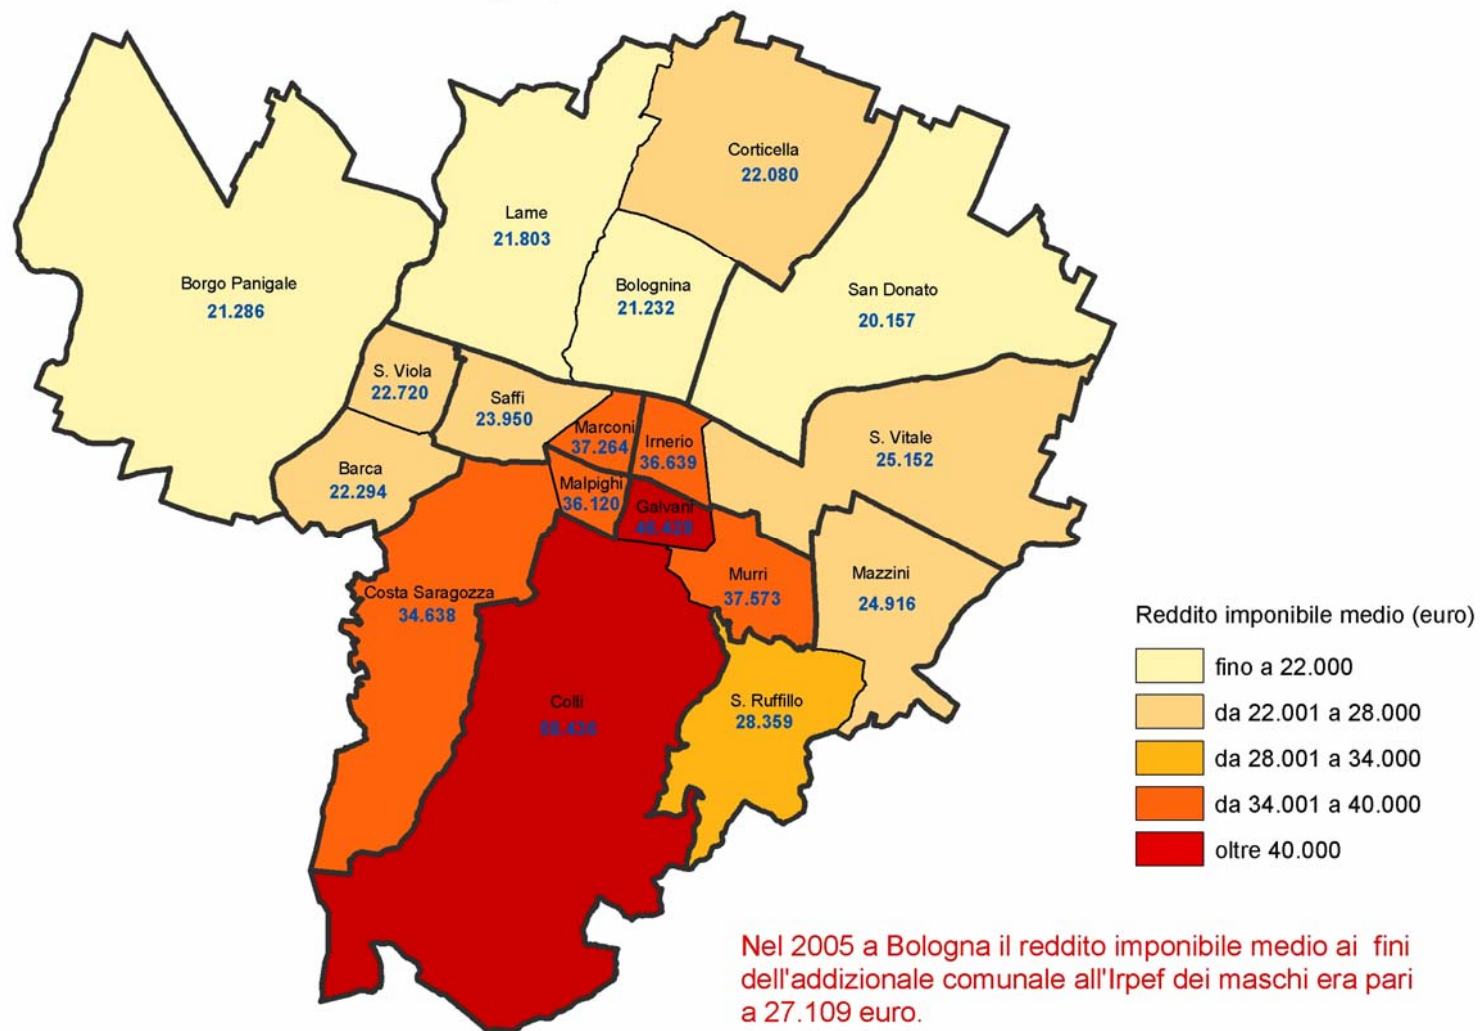 Corticella
22.080
Lame
21.803
Borgo Panigale
21.286
Bolognina
21.232
San Donato
20.157
S. Viola
22.720
Saffi
23.950
Marconi
37.264
Irnerio
36.639
S. Vitale
25.152
Barca
22.294
Malpighi
36.120
Galvani
Costa Saragozza
34.638
Murri
37.573
Mazzini
24.916
Colli
S. Ruffillo
28.359
Reddito imponibile medio (euro)
fino a 22.000
da 22.001 a 28.000
da 28.001 a 34.000
da 34.001 a 40.000
oltre 40.000
Nel 2005 a Bologna il reddito imponibile medio ai fini
dell'addizionale comunale all'Irpef dei maschi era pari
a 27.109 euro.